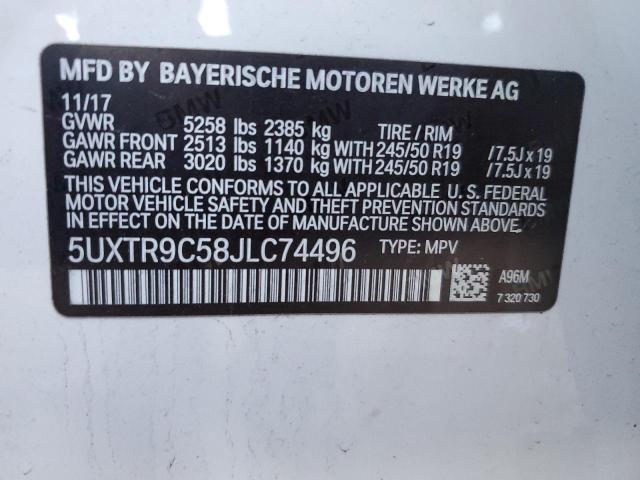 MFD BY BAYERISCHE MOTOREN WERKE AG
11/17
GVWR 5258 lbs 2385 kg TIRE / RIM
GAWR FRONT 2513 lbs 1140 kg WITH 245/50 R19 /7.5J x 19
GAWR REAR 3020 lbs 1370 kg WITH 245/50 R19 /7.5J x 19
THIS VEHICLE CONFORMS TO ALL APPLICABLE U. S. FEDERAL
MOTOR VEHICLE SAFETY AND THEFT PREVENTION STANDARDS
IN EFFECT ON THE DATE OF MANUFACTURE SHOWN ABOVE.
5UXTR9C58JLC74496 TYPE: MPV
A96M
7 320 730
BMW